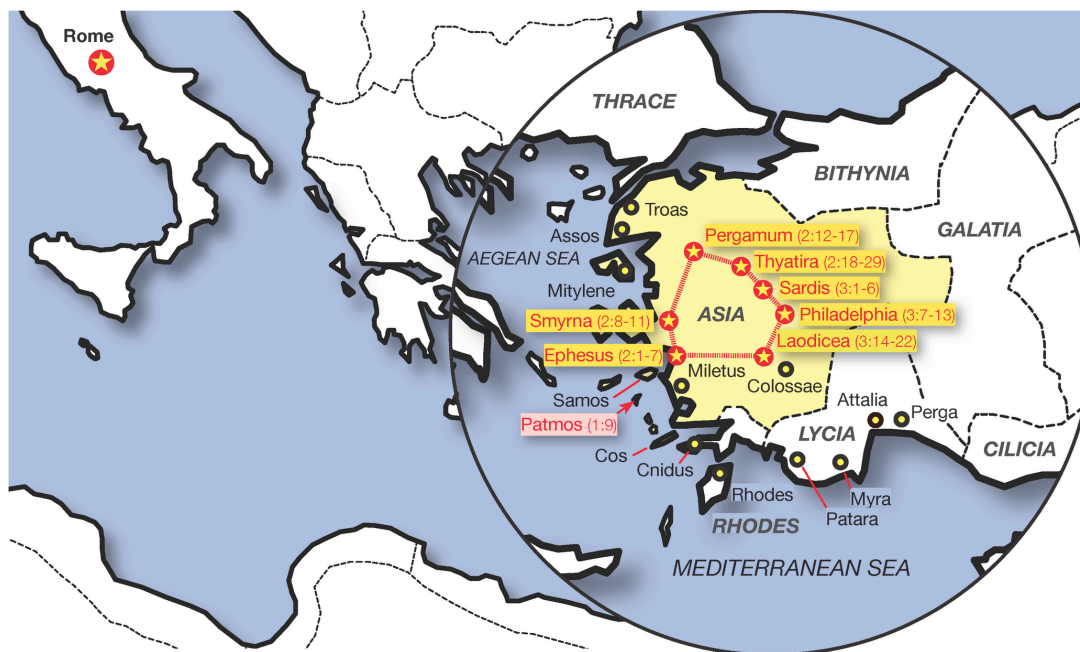 Rome
THRACE
BITHYNIA
GALATIA
Troas
Assos
Pergamum (2:12-17)
AEGEAN SEA
Thyatira (2:18-29)
Mitylene
Sardis (3:1-6)
Smyrna (2:8-11)
ASIA
Philadelphia (3:7-13)
Laodicea (3:14-22)
Ephesus (2:1-7)
Miletus
Colossae
Samos
Patmos (1:9)
Attalia
Perga
LYCIA
CILICIA
Cos
Cnidus
Rhodes
Myra
Patara
RHODES
MEDITERRANEAN SEA